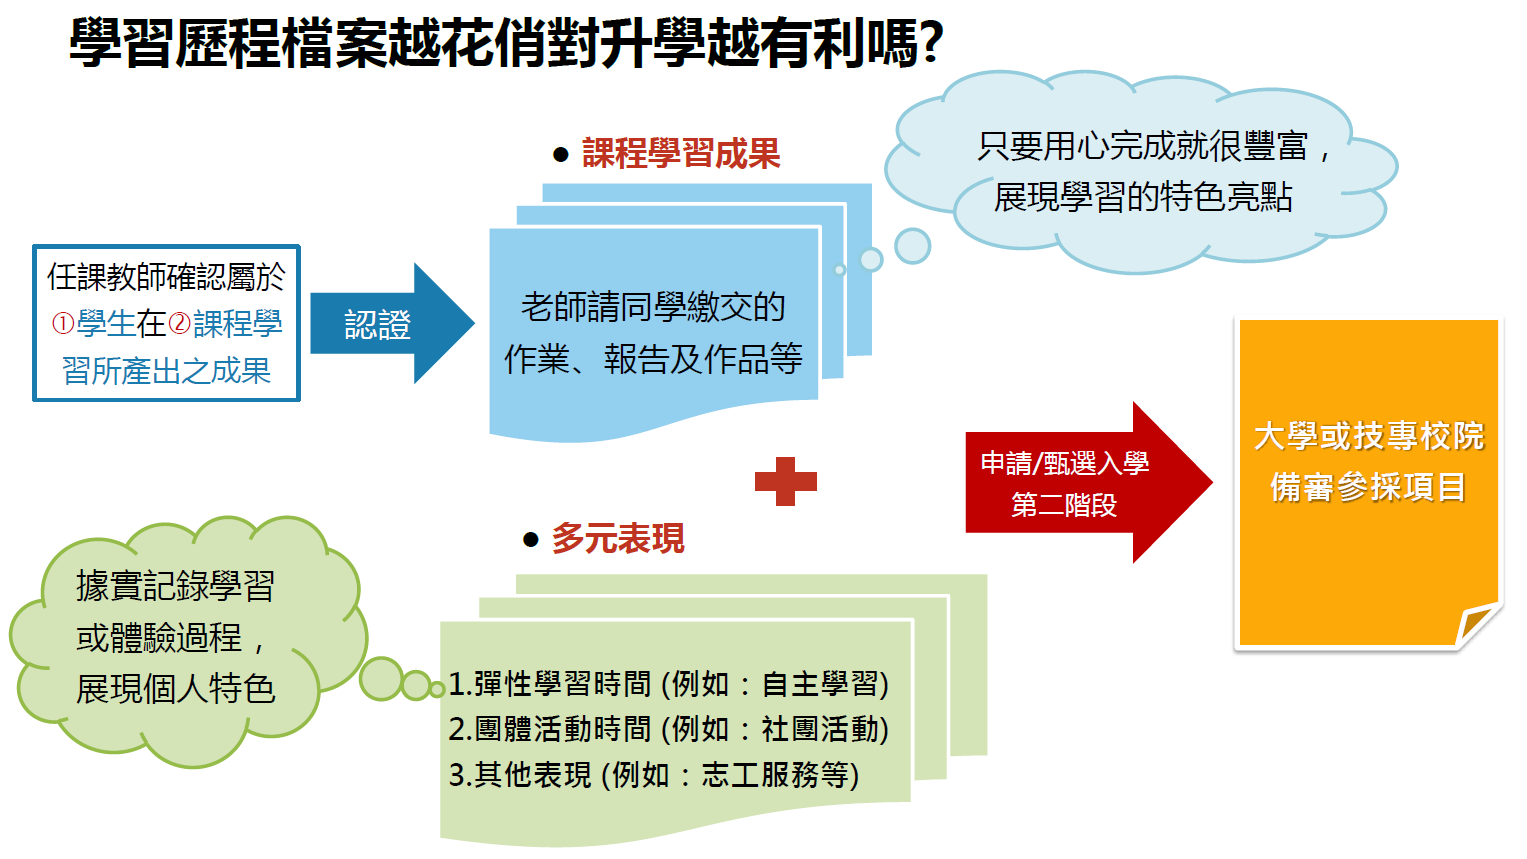 學習歷程檔案越花俏對升學越有利嗎?
● 課程學習成果
只要用心完成就很豐富，
展現學習的特色亮點
任課教師確認屬於
①學生在②課程學
習所產出之成果
認證
老師請同學繳交的
作業、報告及作品等
申請/甄選入學
第二階段
大學或技專校院
備審參採項目
● 多元表現
據實記錄學習
或體驗過程，
展現個人特色
1.彈性學習時間 (例如：自主學習)
2.團體活動時間 (例如：社團活動)
3.其他表現 (例如：志工服務等)